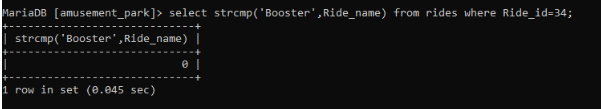 MariaDB [amusement_park]> select strcmp('Booster',Ride_name) from rides where Ride_id=34;
+-----------------------------+
| strcmp('Booster',Ride_name) |
+-----------------------------+
|                           0 |
+-----------------------------+
1 row in set (0.045 sec)